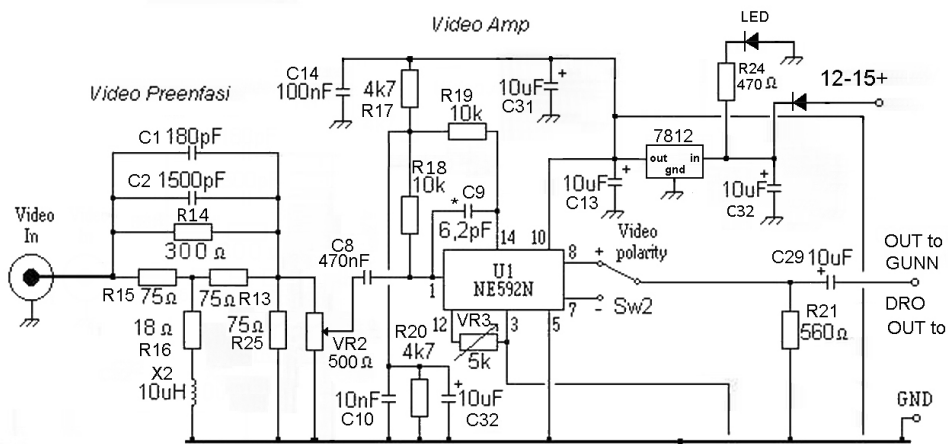 Video Amp
LED
Video Preenfasi
C14
100nF
4k7
R17
R19
10k
10uF
C31
R24
470Ω
12-15+
C1 180pF
C2 1500pF
R14
300 Ω
R18
10k
* C9
6,2pF
7812
out in
gnd
10uF
C13
10uF
C32
Video
In
C8
470nF
14 10
Video
polarity
8 +
U1
NE592N
1
7 -
Sw2
C29 10uF
OUT to
GUNN
R15 75Ω
75Ω R13
18 Ω
R16
75Ω
R25
VR2
500 Ω
R20
4k7
12 VR3 3 5
5k
R21
560Ω
DRO
OUT to
X2
10uH
10nF
C10
+
10uF
C32
GND